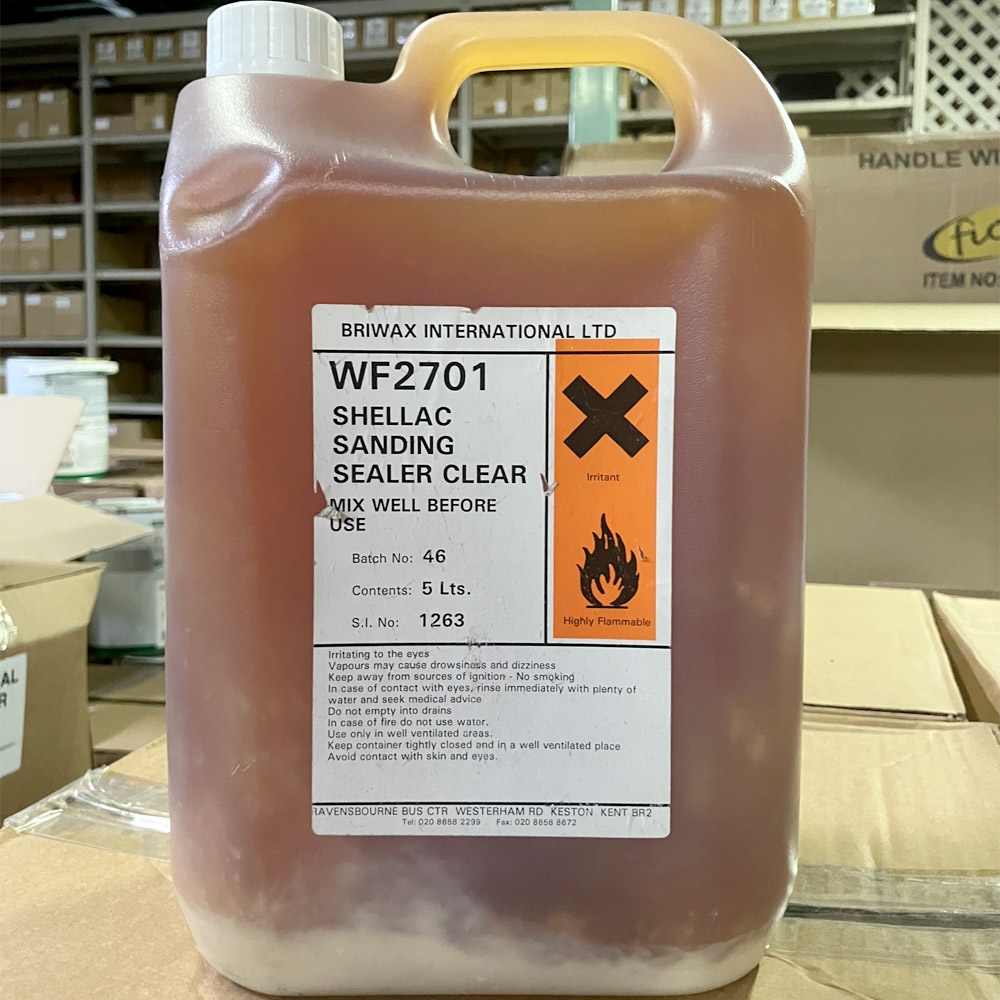 HANDLE WI
fic
ITEM NO
AL
R
BRIWAX INTERNATIONAL LTD
WF2701
SHELLAC
SANDING
SEALER CLEAR
MIX WELL BEFORE
USE
Batch No: 46
Contents: 5 Lts.
S.I. No: 1263
Irritant
Highly Flammable
Irritating to the eyes
Vapours may cause drowsiness and dizziness
Keep away from sources of ignition - No smoking
In case of contact with eyes, rinse immediately with plenty of
water and seek medical advice
Do not empty into drains
In case of fire do not use water.
Use only in well ventilated areas.
Keep container tightly closed and in a well ventilated place
Avoid contact with skin and eyes.
RAVENSBOURNE BUS CTR WESTERHAM RD KESTON KENT BR2
Tel: 020 8658 2299 Fax: 020 8658 8672